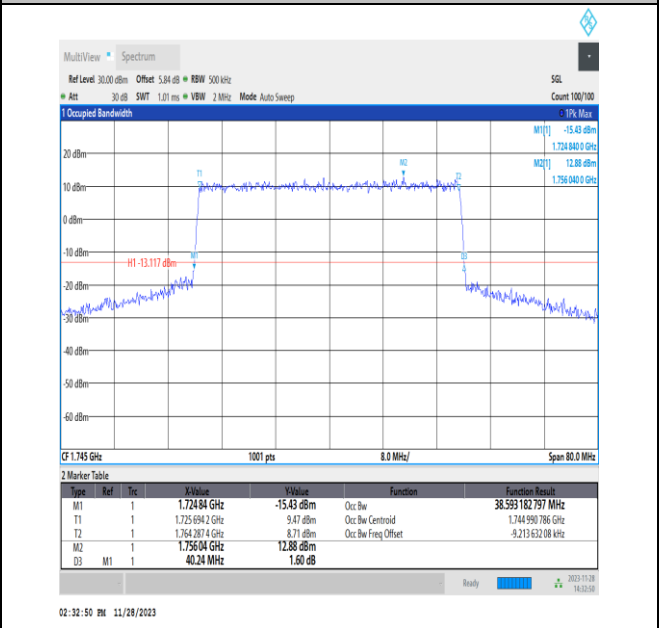 MultiView Spectrum
Ref Level 30.00 dBm Offset 5.84 dB RBW 500 kHz SGL
Att 30 dB SWT 1.01 ms VBW 2 MHz Mode Auto Sweep Count 100/100
1 Occupied Bandwidth 1Pk Max
M1[1] -15.43 dBm
1.724 840 0 GHz
M2[1] 12.88 dBm
1.756 040 0 GHz
20 dBm
M2
T1
T2
10 dBm
0 dBm
-10 dBm
M1
D3
H1 -13.117 dBm
-20 dBm
-30 dBm
-40 dBm
-50 dBm
-60 dBm
CF 1.745 GHz 1001 pts 8.0 MHz/ Span 80.0 MHz
2 Marker Table
Type Ref Trc X-Value Y-Value Function Function Result
M1 1 1.724 84 GHz -15.43 dBm Occ Bw 38.593 182 797 MHz
T1 1 1.725 694 2 GHz 9.47 dBm Occ Bw Centroid 1.744 990 786 GHz
T2 1 1.764 287 4 GHz 8.71 dBm Occ Bw Freq Offset -9.213 632 08 kHz
M2 1 1.756 04 GHz 12.88 dBm
D3 M1 1 40.24 MHz 1.60 dB
Ready 2023-11-28
14:32:50
02:32:50 PM 11/28/2023